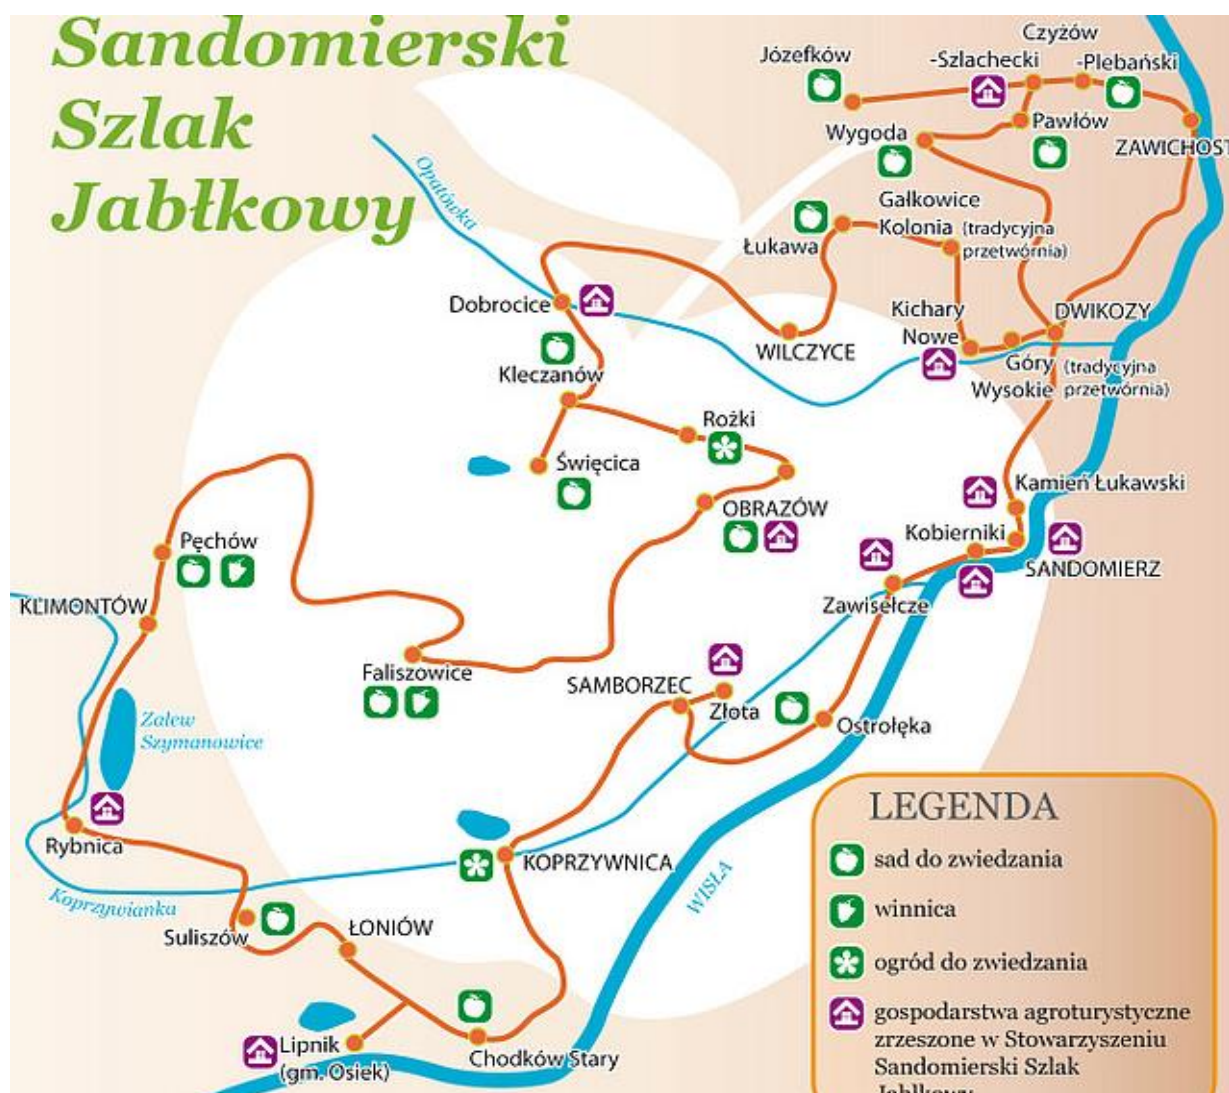 Sandomierski
Szlak
Jabłkowy
Józefków
Czyżów
-Szlachecki
-Plebański
Wygoda
Pawłów
ZAWICHOST
Opatówka
Gałkowice
Kolonia (tradycyjna
przetwórnia)
Łukawa
Dobrocice
Kichary
Nowe
DWIKOZY
WILCZYCE
Góry (tradycyjna
Wysokie przetwórnia)
Kleczanów
Rożki
Święcica
OBRAZÓW
Kamień Łukawski
Kobierniki
SANDOMIERZ
Pęchów
KLIMONTÓW
Zawisełcze
Faliszowice
SAMBORZEC
Złota
Ostrołęka
Zalew
Szymanowice
Rybnica
KOPRZYWNICA
WISŁA
Koprzywianka
Suliszów
ŁONIÓW
Lipnik
(gm. Osiek)
Chodków Stary
LEGENDA
sad do zwiedzania
winnica
ogród do zwiedzania
gospodarstwa agroturystyczne
zrzeszone w Stowarzyszeniu
Sandomierski Szlak
Jabłkowy